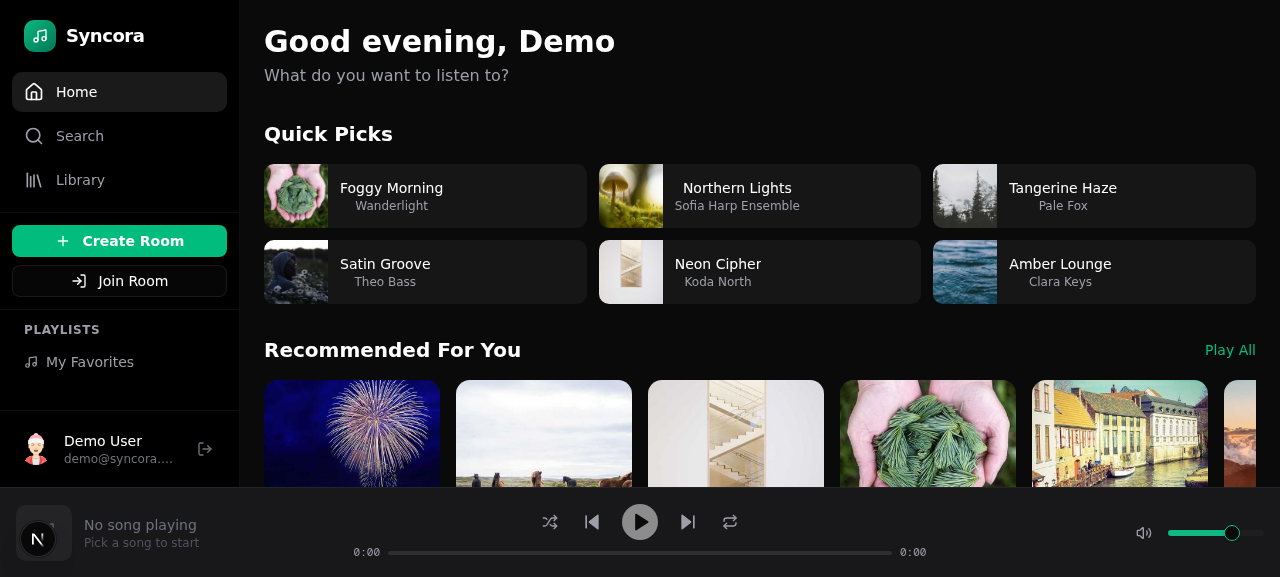 Syncora
Home
Search
Library
Create Room
Join Room
PLAYLISTS
My Favorites
Demo User
demo@syncora....
Good evening, Demo
What do you want to listen to?
Quick Picks
Foggy Morning
Wanderlight
Northern Lights
Sofia Harp Ensemble
Tangerine Haze
Pale Fox
Satin Groove
Theo Bass
Neon Cipher
Koda North
Amber Lounge
Clara Keys
Recommended For You
Play All
N
No song playing
Pick a song to start
0:00
0:00